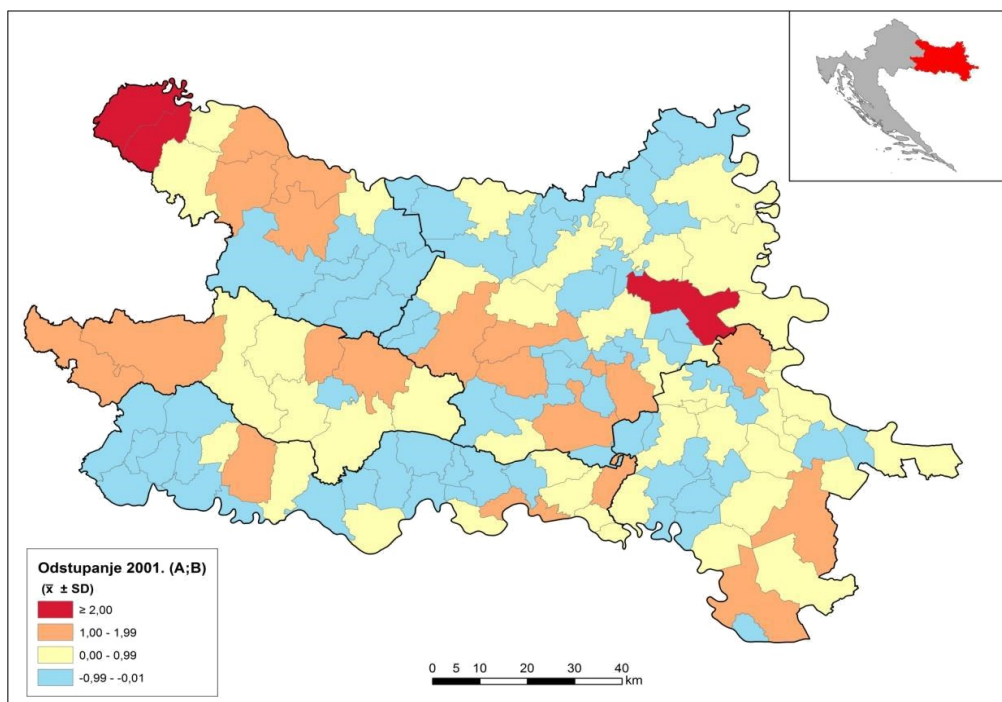 Odstupanje 2001. (A;B)
(x̅ ± SD)
≥ 2,00
1,00 - 1,99
0,00 - 0,99
-0,99 - -0,01
0 5 10 20 30 40
km